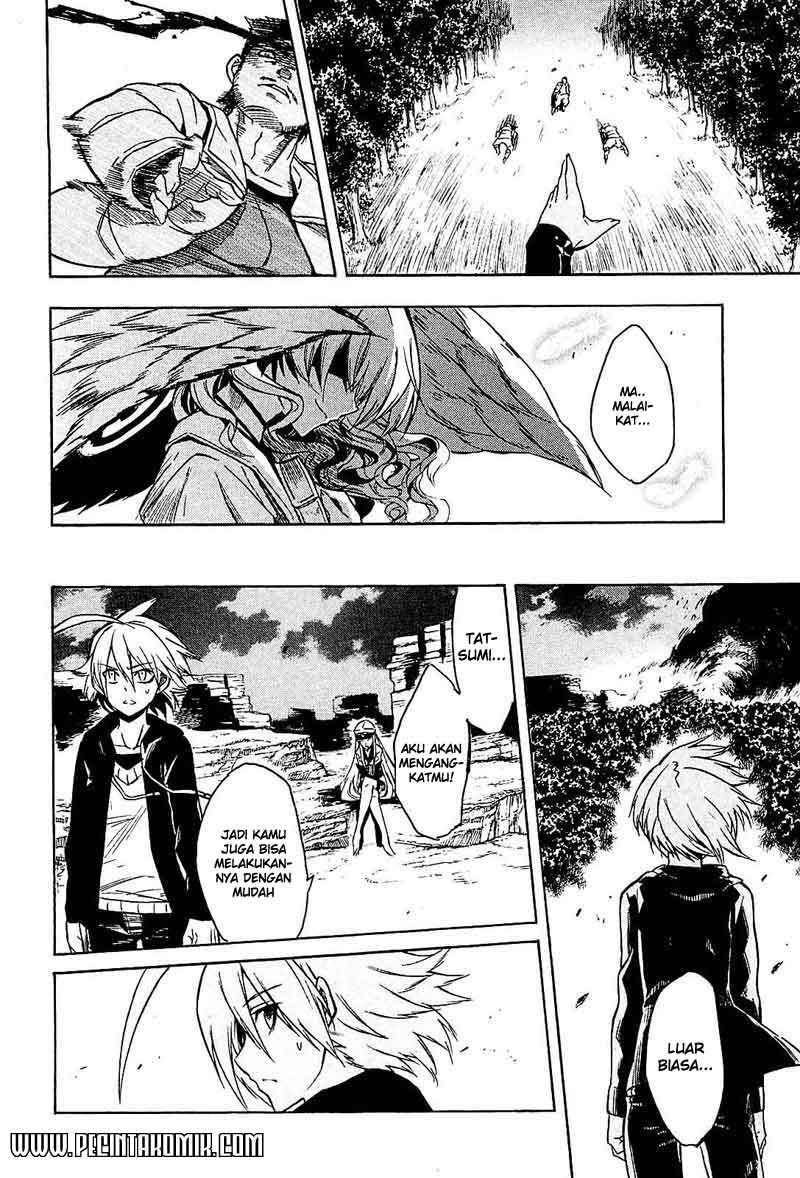 MA..
MALAI-
KAT...
LUAR
BIASA...
TAT-
SUMI...
AKU AKAN
MENGANG-
KATMU!
JADI KAMU
JUGA BISA
MELAKUKAN-
NYA DENGAN
MUDAH
WWW.PECINTAKOMIK.COM